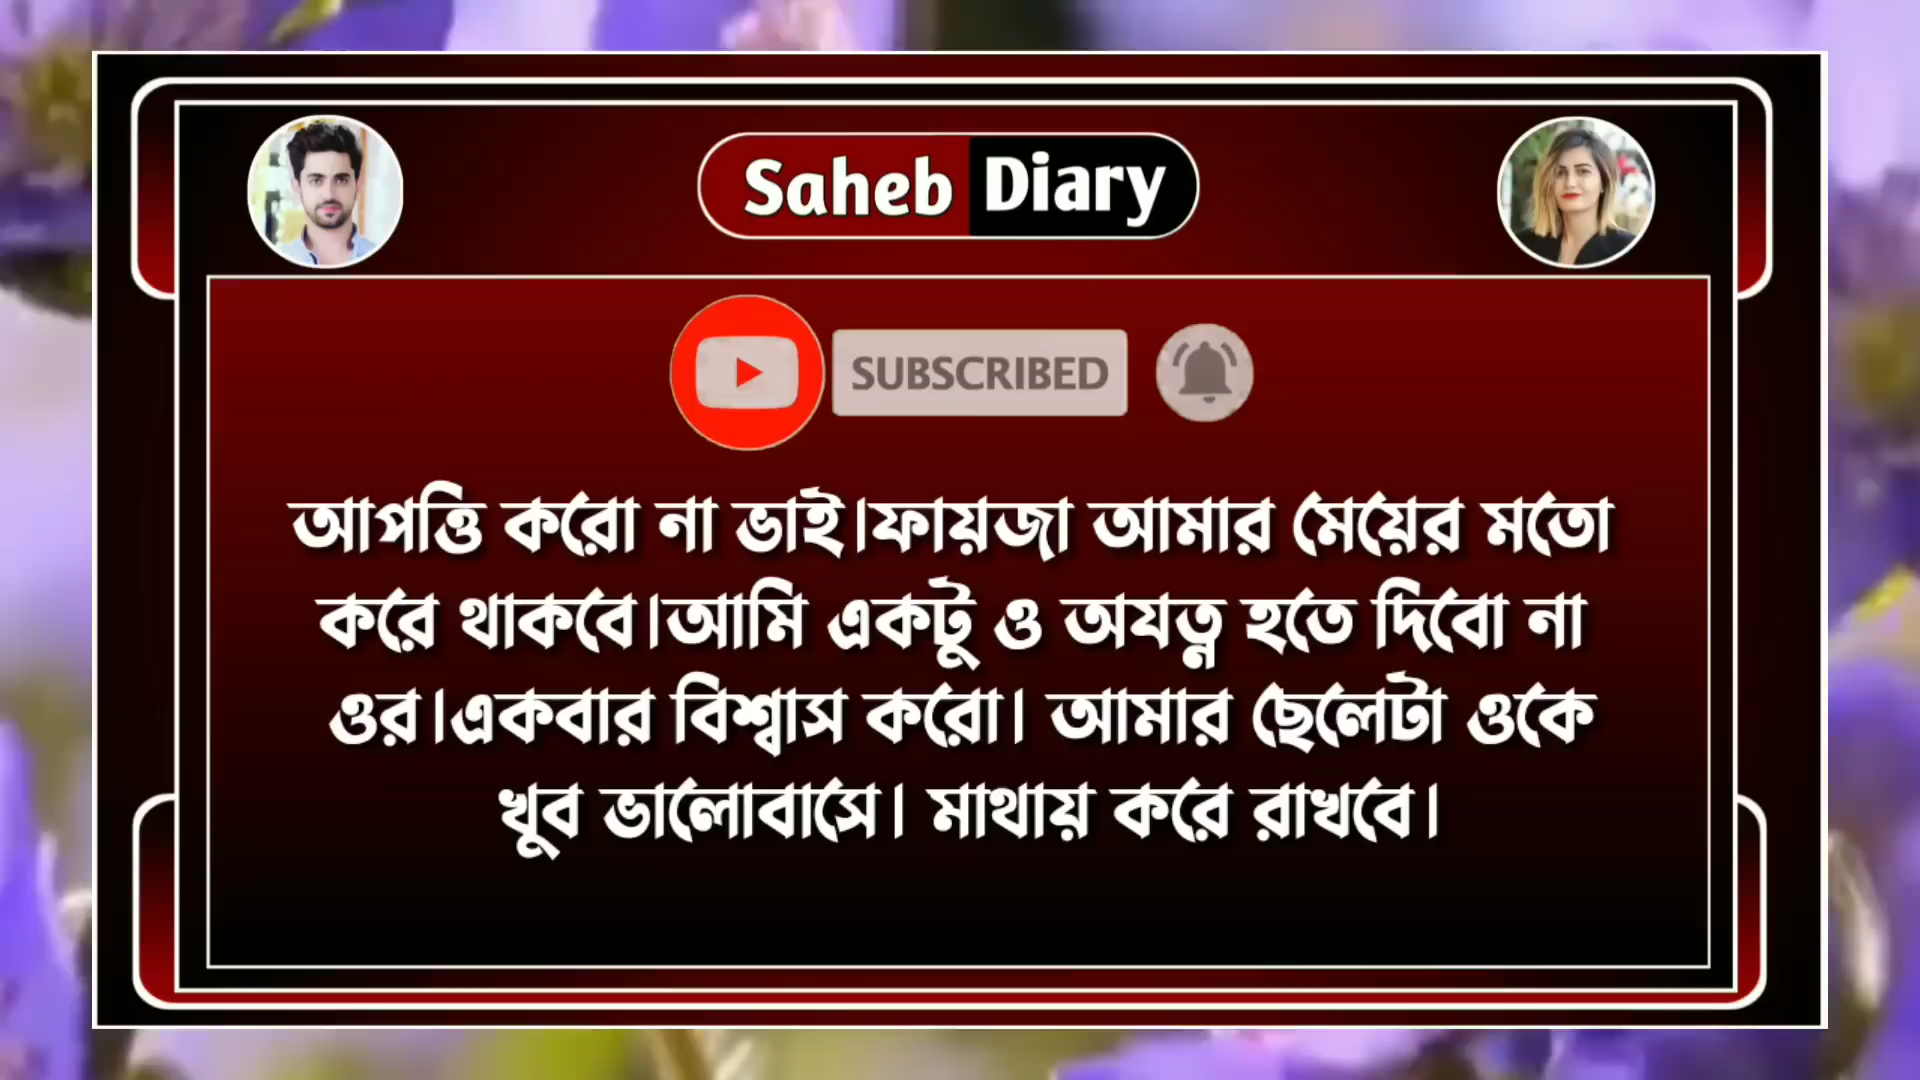 Saheb Diary
SUBSCRIBED
আপত্তি করো না ভাই।ফায়জা আমার মেয়ের মতো
করে থাকবে।আমি একটু ও অযত্ন হতে দিবো না
ওর।একবার বিশ্বাস করো। আমার ছেলেটা ওকে
খুব ভালোবাসে। মাথায় করে রাখবে।